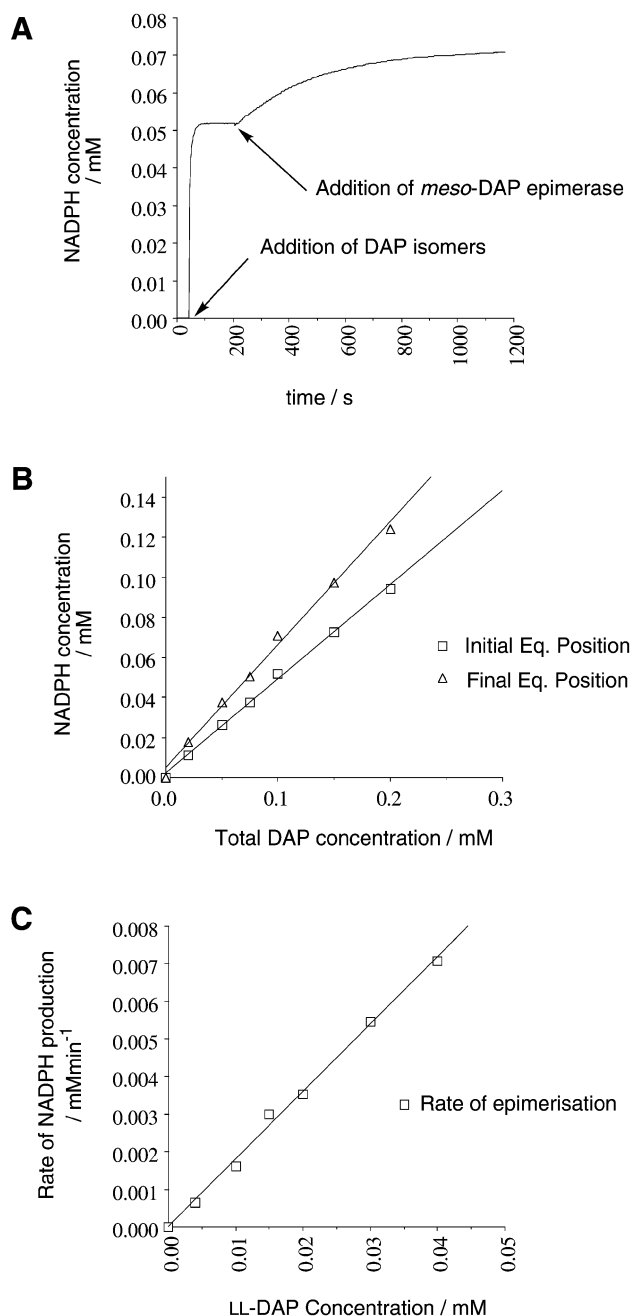 A
NADPH concentration
/ mM
0.08
0.07
0.06
0.05
0.04
0.03
0.02
0.01
0.00
Addition of meso-DAP epimerase
Addition of DAP isomers
0
200
400
600
800
1000
1200
time / s
B
NADPH concentration
/ mM
0.14
0.12
0.10
0.08
0.06
0.04
0.02
0.00
Initial Eq. Position
Final Eq. Position
0.0
0.1
0.2
0.3
Total DAP concentration / mM
C
Rate of NADPH production
/ mMmin-1
0.008
0.007
0.006
0.005
0.004
0.003
0.002
0.001
0.000
Rate of epimerisation
0.00
0.01
0.02
0.03
0.04
0.05
LL-DAP Concentration / mM